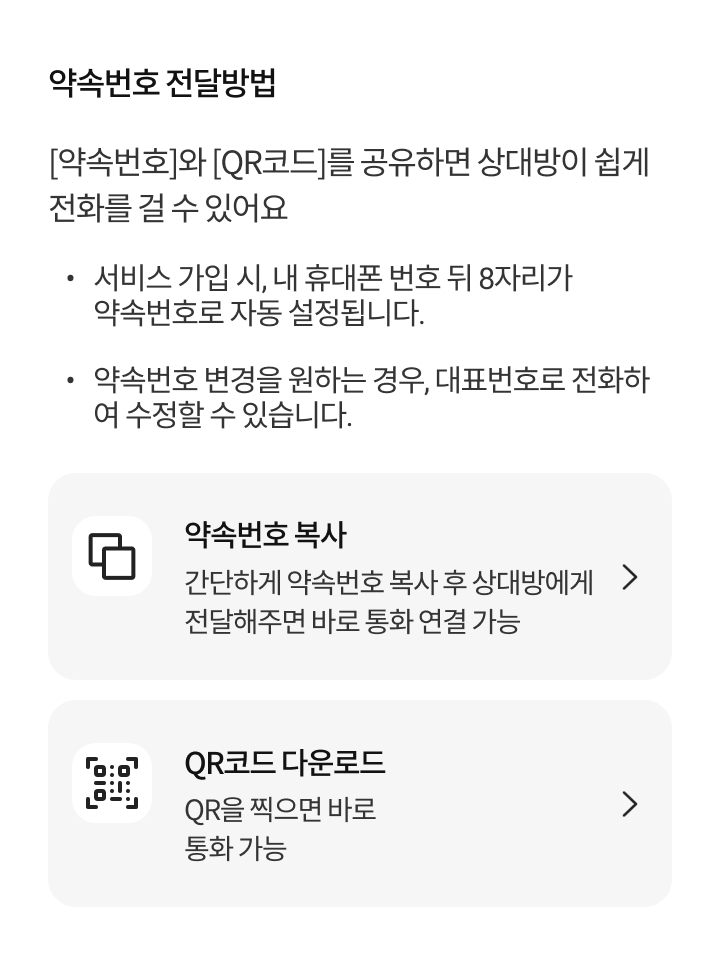 약속번호 전달방법
[약속번호]와 [QR코드]를 공유하면 상대방이 쉽게
전화를 걸 수 있어요
• 서비스 가입 시, 내 휴대폰 번호 뒤 8자리가
약속번호로 자동 설정됩니다.
• 약속번호 변경을 원하는 경우, 대표번호로 전화하
여 수정할 수 있습니다.
약속번호 복사
간단하게 약속번호 복사 후 상대방에게
전달해주면 바로 통화 연결 가능
QR코드 다운로드
QR을 찍으면 바로
통화 가능